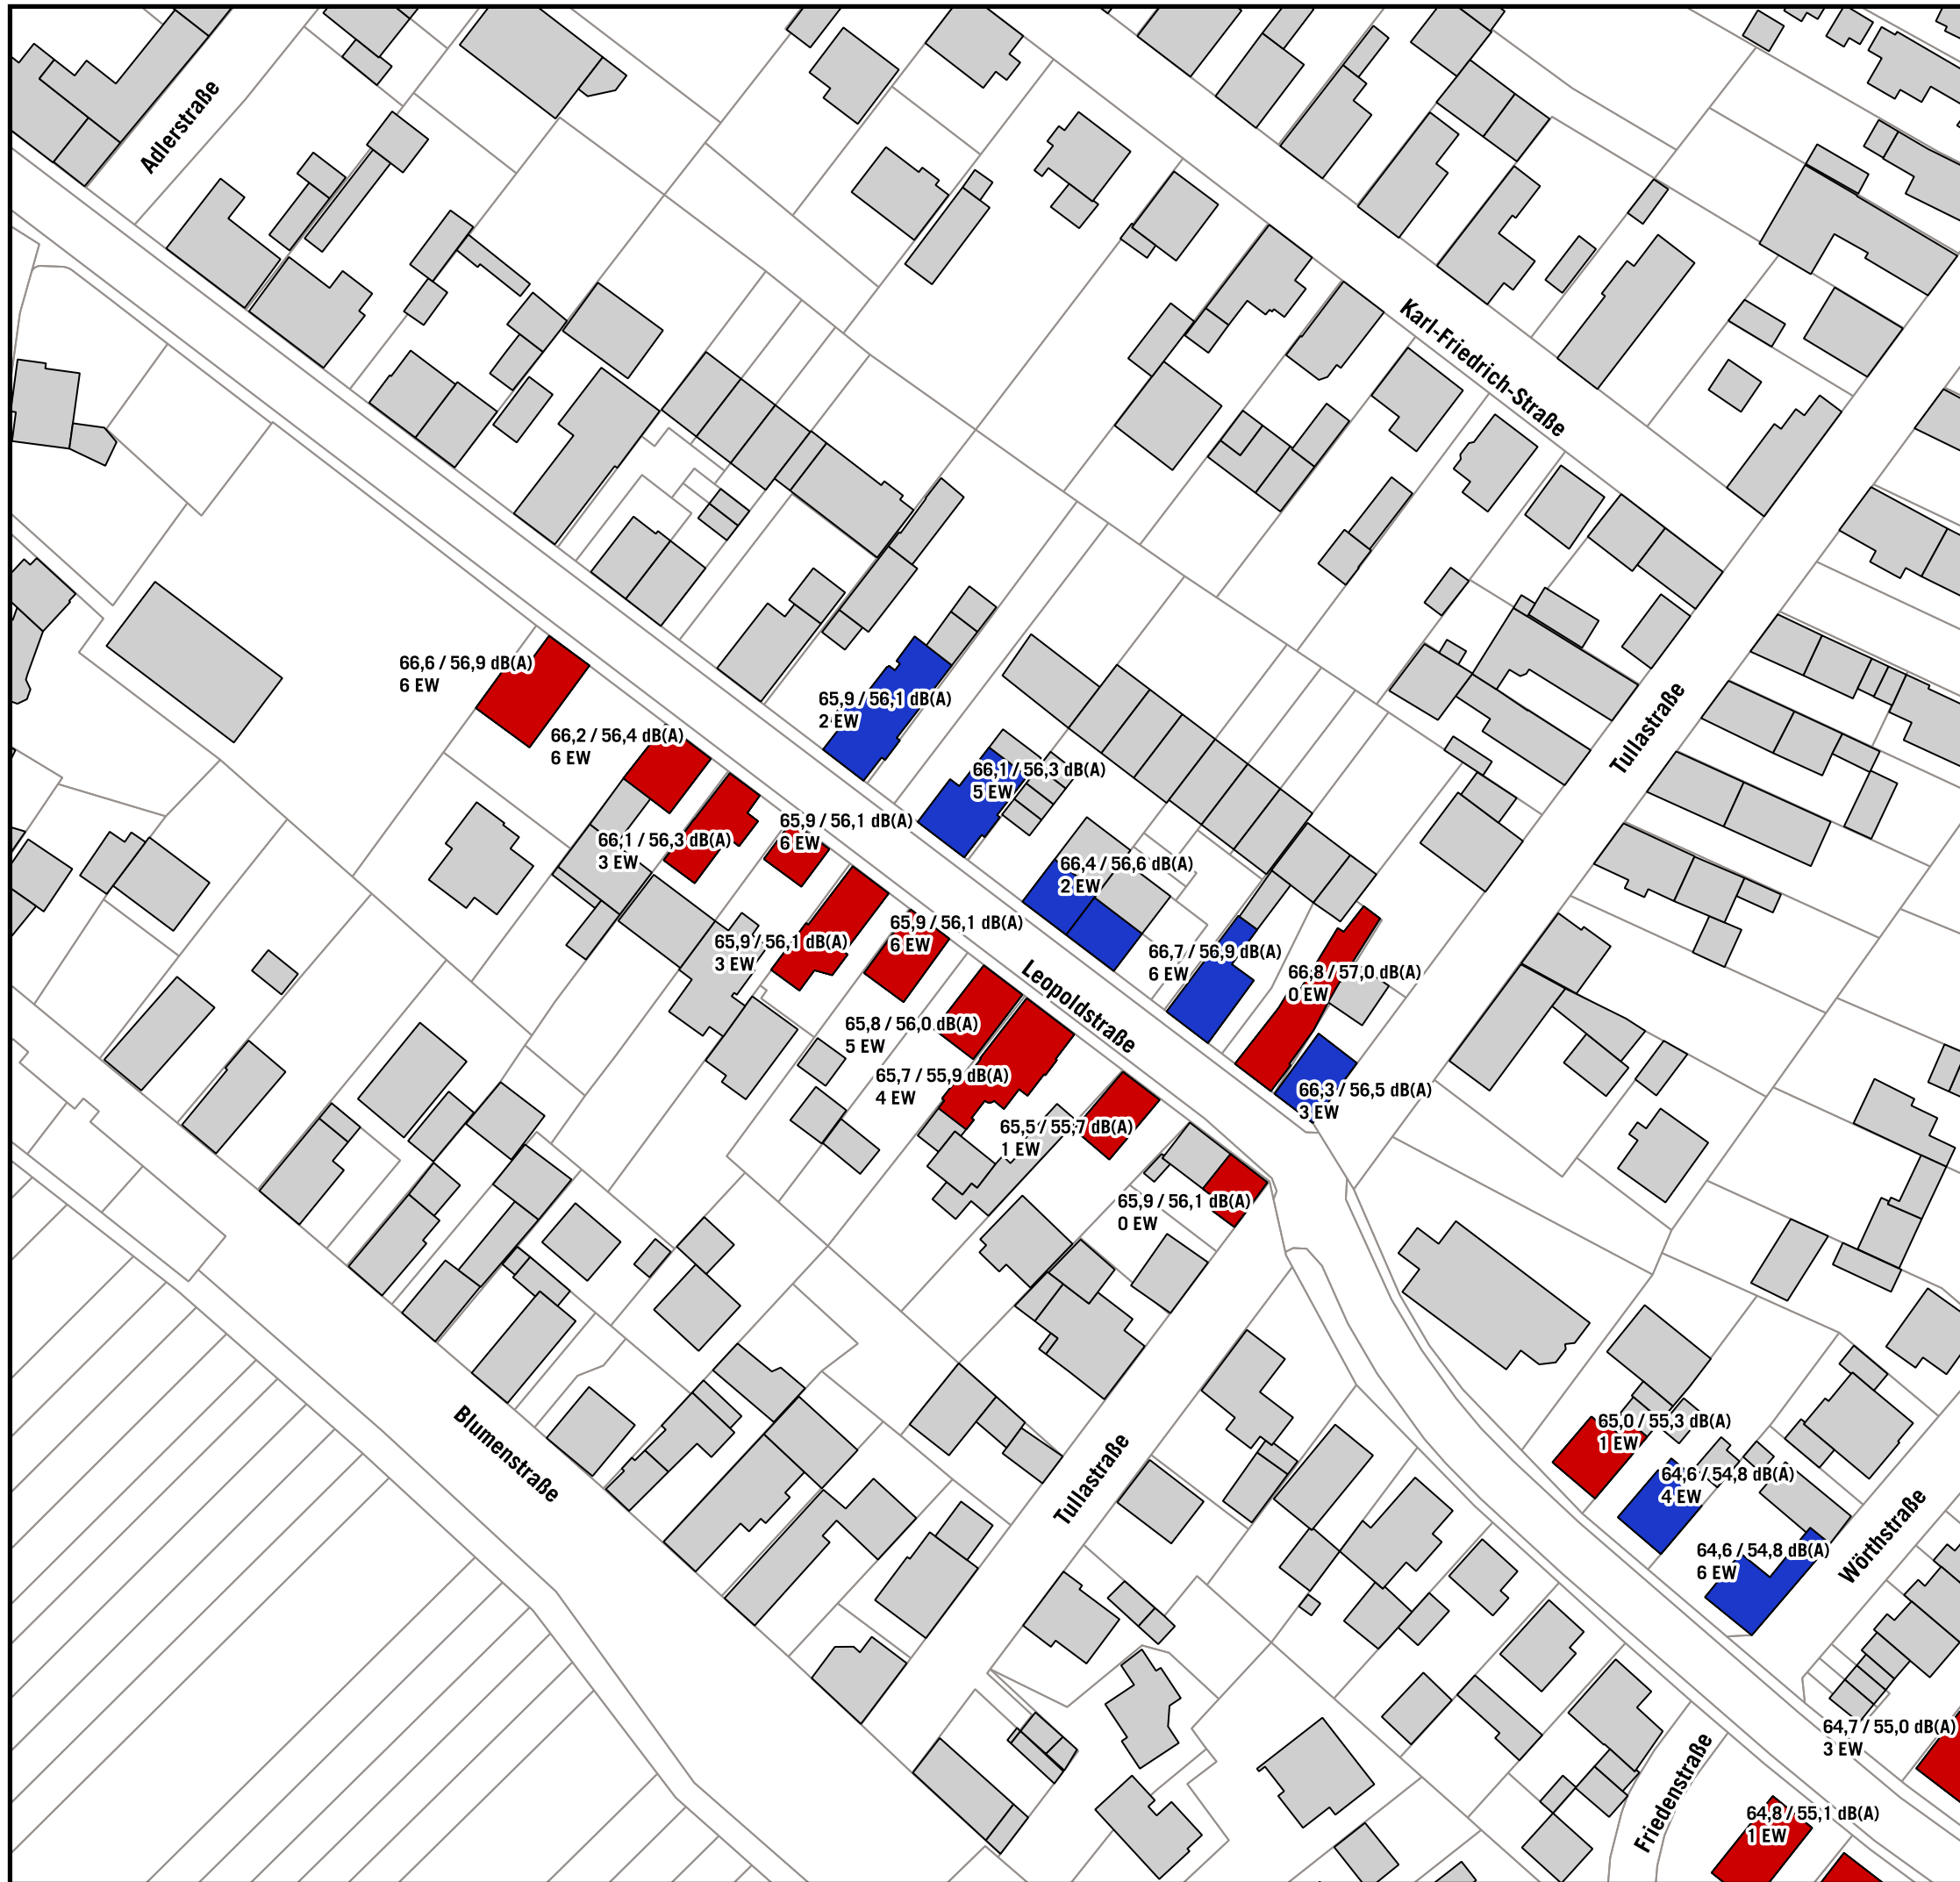 Adlerstraße
Karl-Friedrich-Straße
66,6 / 56,9 dB(A)
6 EW
65,9 / 56,1 dB(A)
2 EW
Tullastraße
66,2 / 56,4 dB(A)
6 EW
66,1 / 56,3 dB(A)
5 EW
65,9 / 56,1 dB(A)
6 EW
66,1 / 56,3 dB(A)
3 EW
66,4 / 56,6 dB(A)
2 EW
65,9 / 56,1 dB(A)
6 EW
65,9 / 56,1 dB(A)
3 EW
66,7 / 56,9 dB(A)
6 EW
66,8 / 57,0 dB(A)
0 EW
Leopoldstraße
65,8 / 56,0 dB(A)
5 EW
65,7 / 55,9 dB(A)
4 EW
66,3 / 56,5 dB(A)
3 EW
65,5 / 55,7 dB(A)
1 EW
65,9 / 56,1 dB(A)
0 EW
Blumenstraße
Tullastraße
65,0 / 55,3 dB(A)
1 EW
64,6 / 54,8 dB(A)
4 EW
64,6 / 54,8 dB(A)
6 EW
Wörthstraße
64,7 / 55,0 dB(A)
3 EW
Friedenstraße
64,8 / 55,1 dB(A)
1 EW